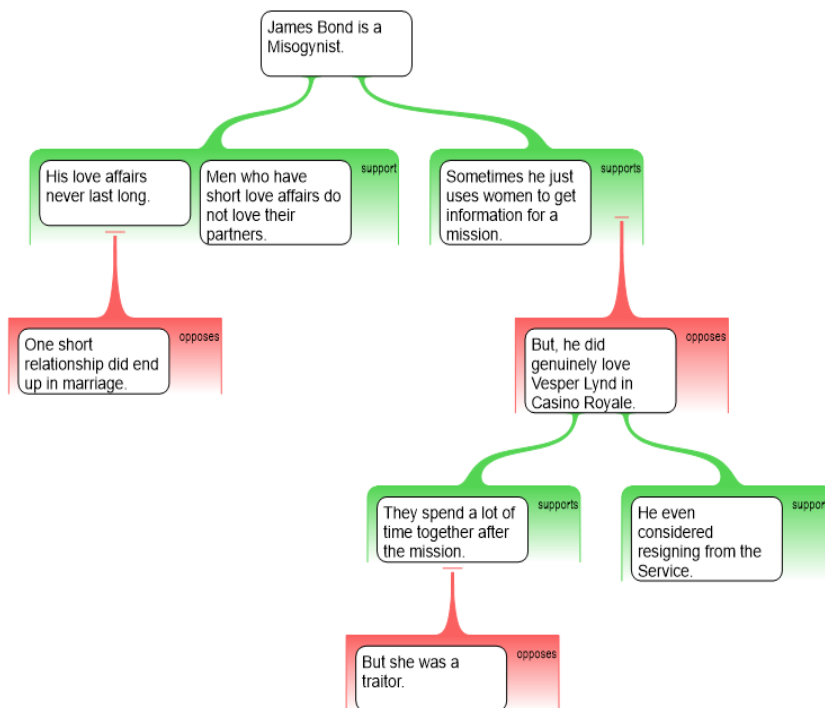 James Bond is a
Misogynist.
His love affairs
never last long.
Men who have
short love affairs do
not love their
partners.
support
Sometimes he just
uses women to get
information for a
mission.
supports
One short
relationship did end
up in marriage.
opposes
But, he did
genuinely love
Vesper Lynd in
Casino Royale.
opposes
They spend a lot of
time together after
the mission.
supports
He even
considered
resigning from the
Service.
support
But she was a
traitor.
opposes